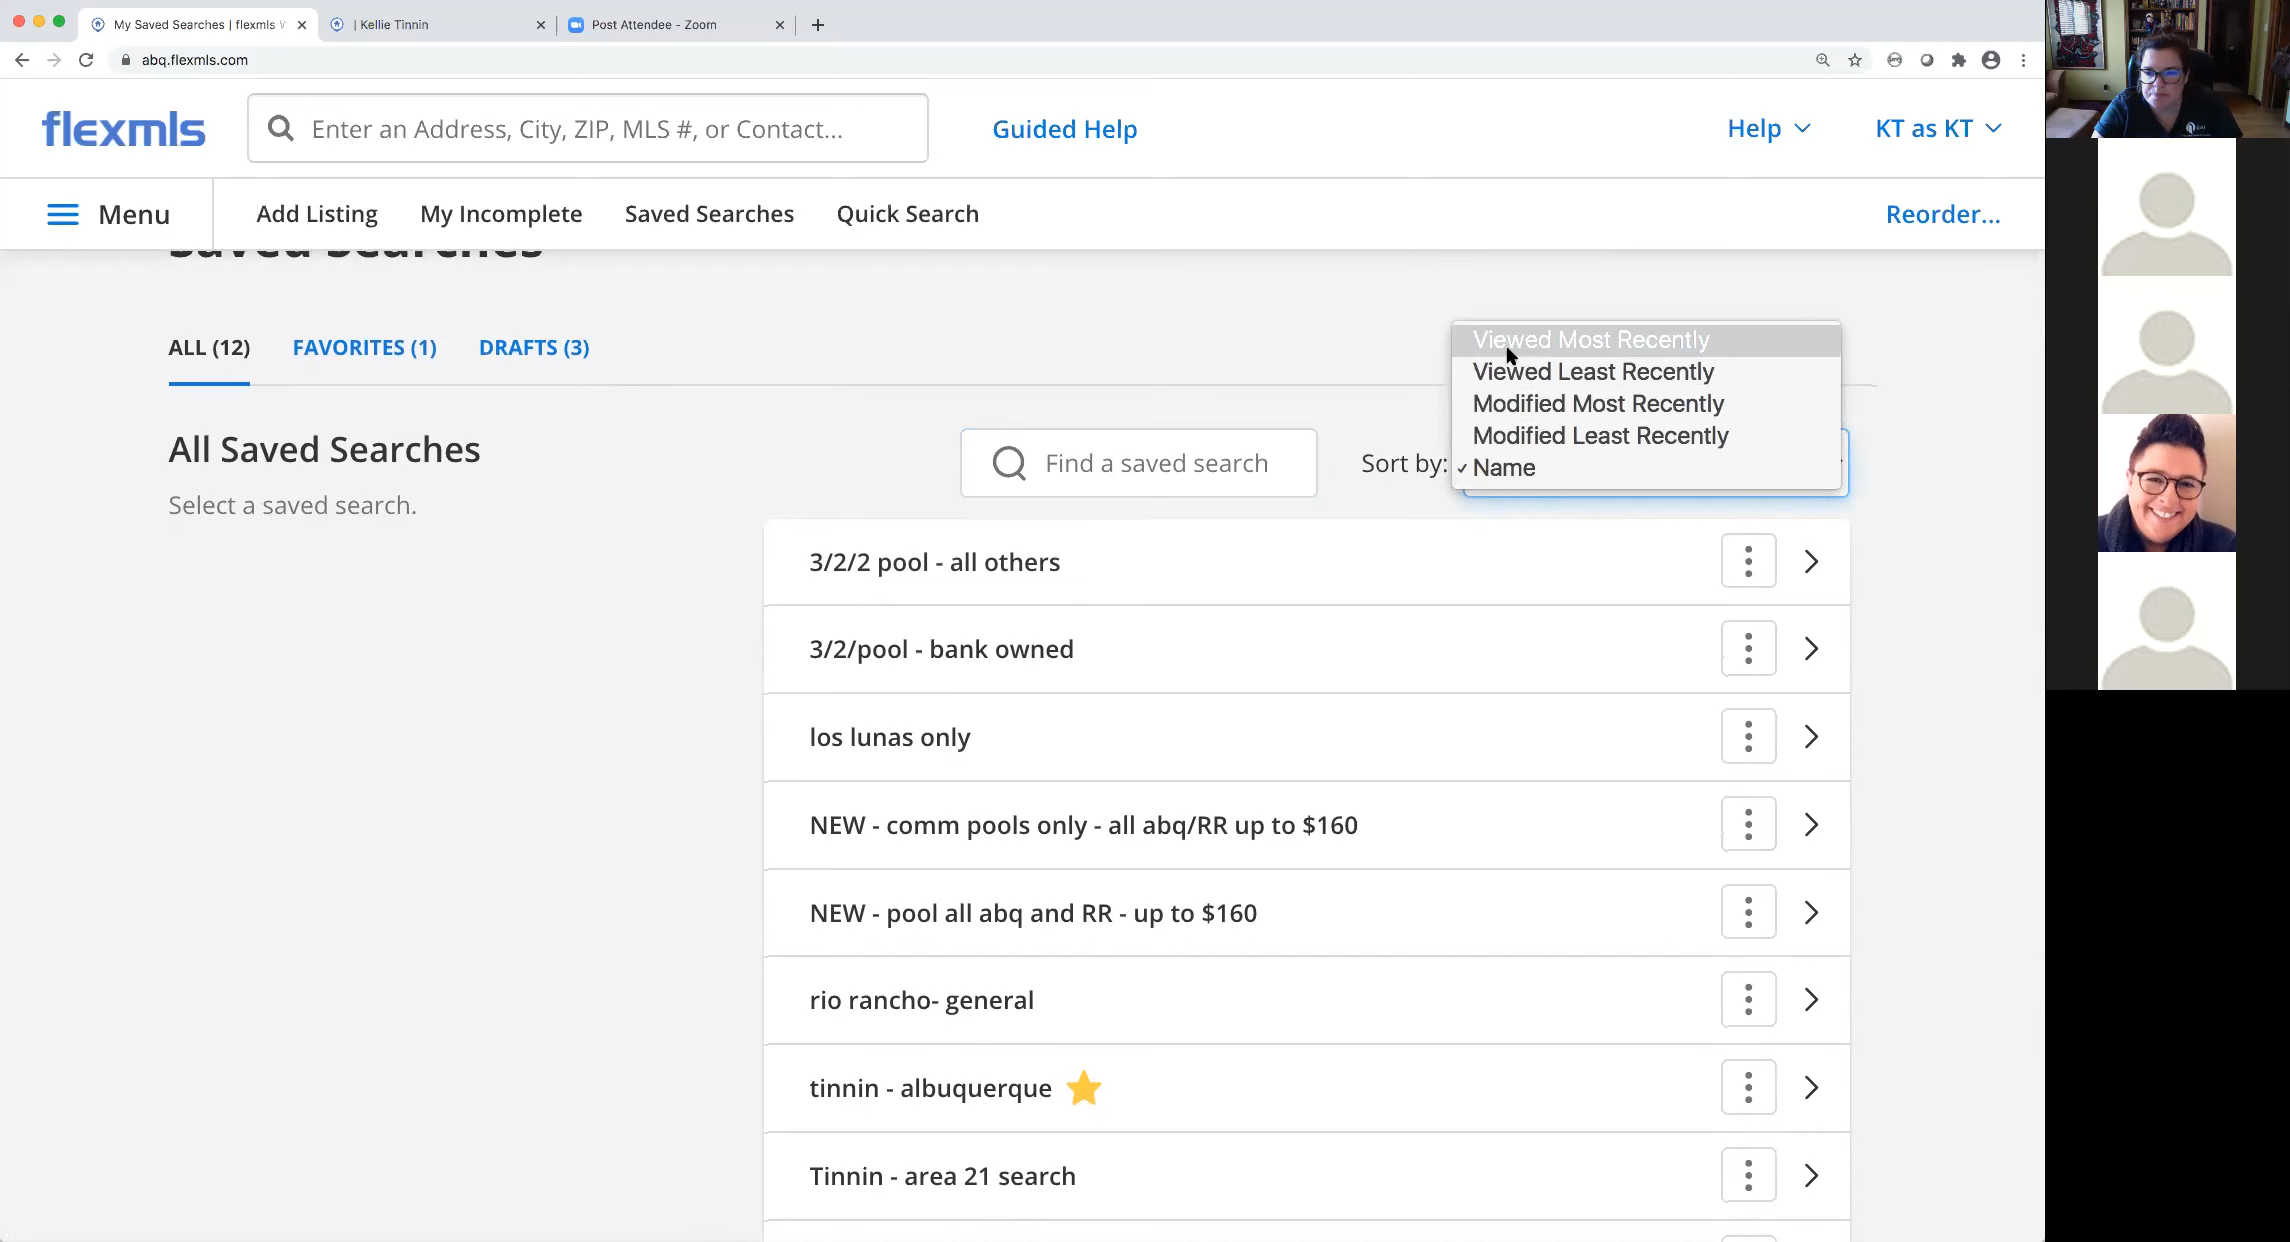 My Saved Searches | flexmls
| Kellie Tinnin
Post Attendee - Zoom
abq.flexmls.com
flexmls
Enter an Address, City, ZIP, MLS #, or Contact...
Guided Help
Help
KT as KT
Menu
Add Listing
My Incomplete
Saved Searches
Quick Search
Reorder...
Saved Searches
ALL (12)
FAVORITES (1)
DRAFTS (3)
Viewed Most Recently
Viewed Least Recently
Modified Most Recently
Modified Least Recently
✓ Name
All Saved Searches
Find a saved search
Sort by:
Select a saved search.
3/2/2 pool - all others
3/2/pool - bank owned
los lunas only
NEW - comm pools only - all abq/RR up to $160
NEW - pool all abq and RR - up to $160
rio rancho- general
tinnin - albuquerque
Tinnin - area 21 search